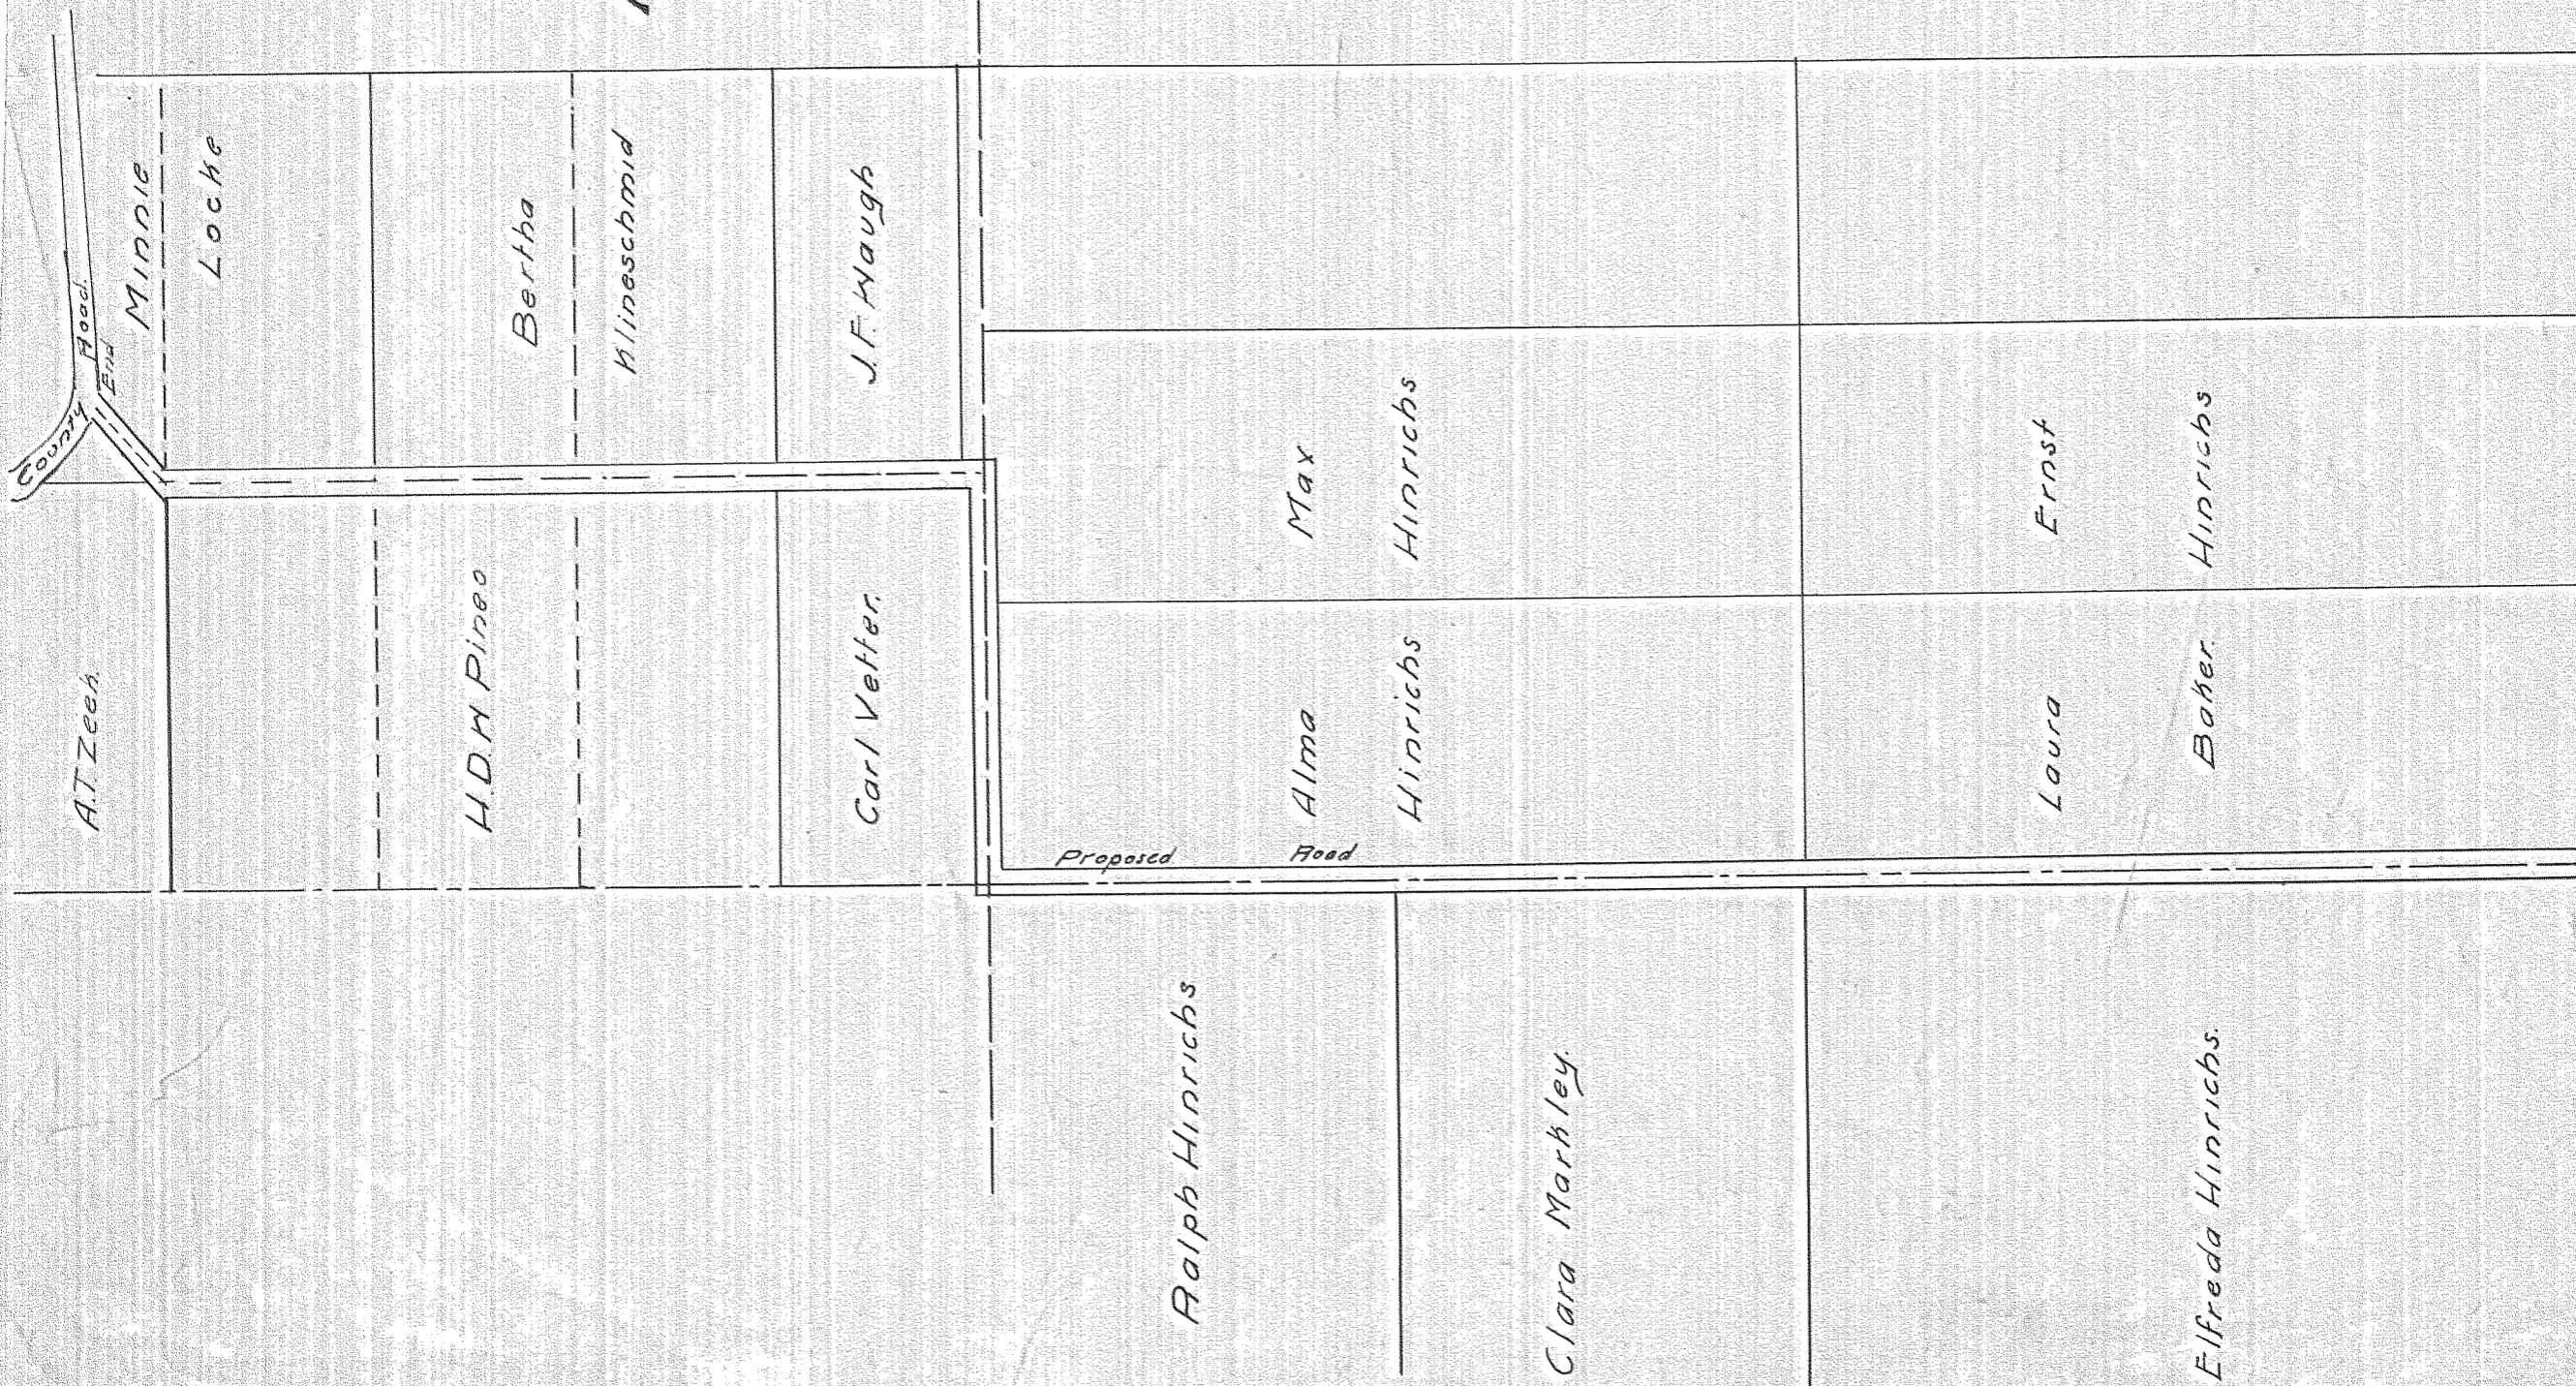 County Road.
End
Minnie
Locke
Bertha
Klineschmid
J.F. Haugh
A.T. Zeek.
H.D.H Pineo
Carl Vetter.
Max
Hinrichs
Ernst
Hinrichs
Alma
Hinrichs
Laura
Baker.
Proposed Road
Ralph Hinrichs
Clara Markley.
Elfreda Hinrichs.